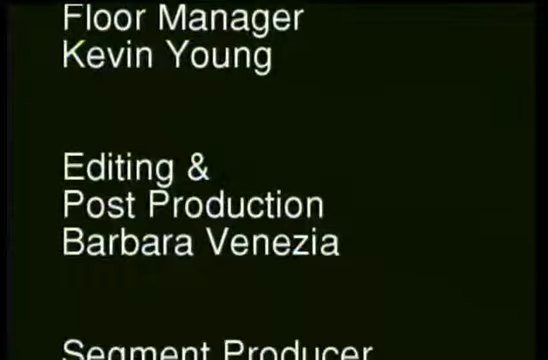 Floor Manager
Kevin Young
Editing &
Post Production
Barbara Venezia
Segment Producer